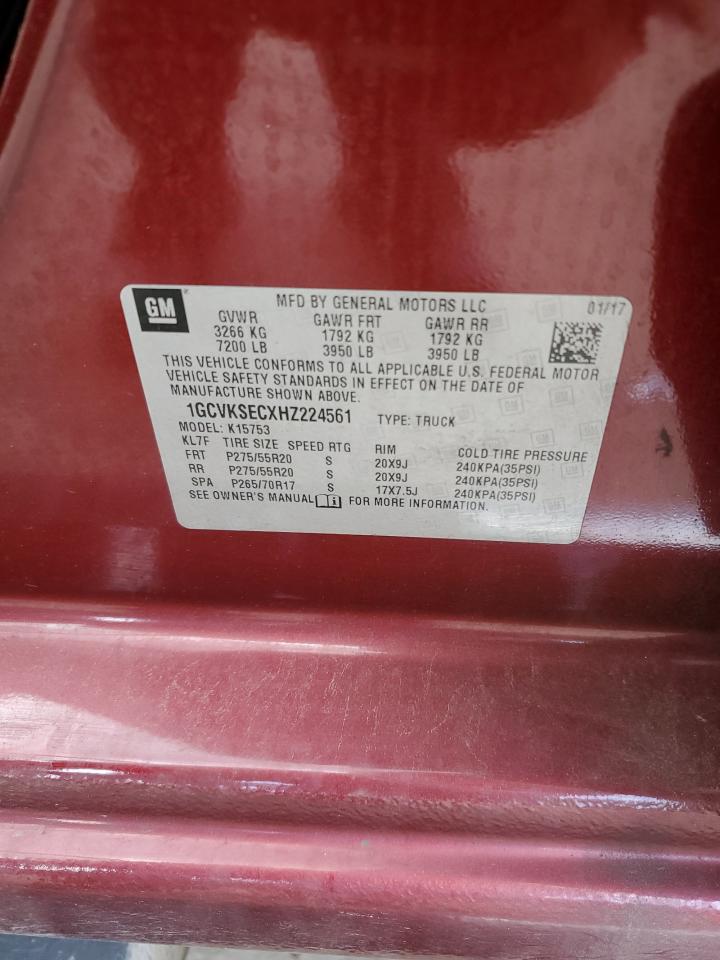 GM
MFD BY GENERAL MOTORS LLC 01/17
GVWR GAWR FRT GAWR RR
3266 KG 1792 KG 1792 KG
7200 LB 3950 LB 3950 LB
THIS VEHICLE CONFORMS TO ALL APPLICABLE U.S. FEDERAL MOTOR
VEHICLE SAFETY STANDARDS IN EFFECT ON THE DATE OF
MANUFACTURE SHOWN ABOVE.
1GCVKSECXHZ224561 TYPE: TRUCK
MODEL: K15753
KL7F TIRE SIZE SPEED RTG RIM COLD TIRE PRESSURE
FRT P275/55R20 S 20X9J 240KPA(35PSI)
RR P275/55R20 S 20X9J 240KPA(35PSI)
SPA P265/70R17 S 17X7.5J 240KPA(35PSI)
SEE OWNER'S MANUAL FOR MORE INFORMATION.